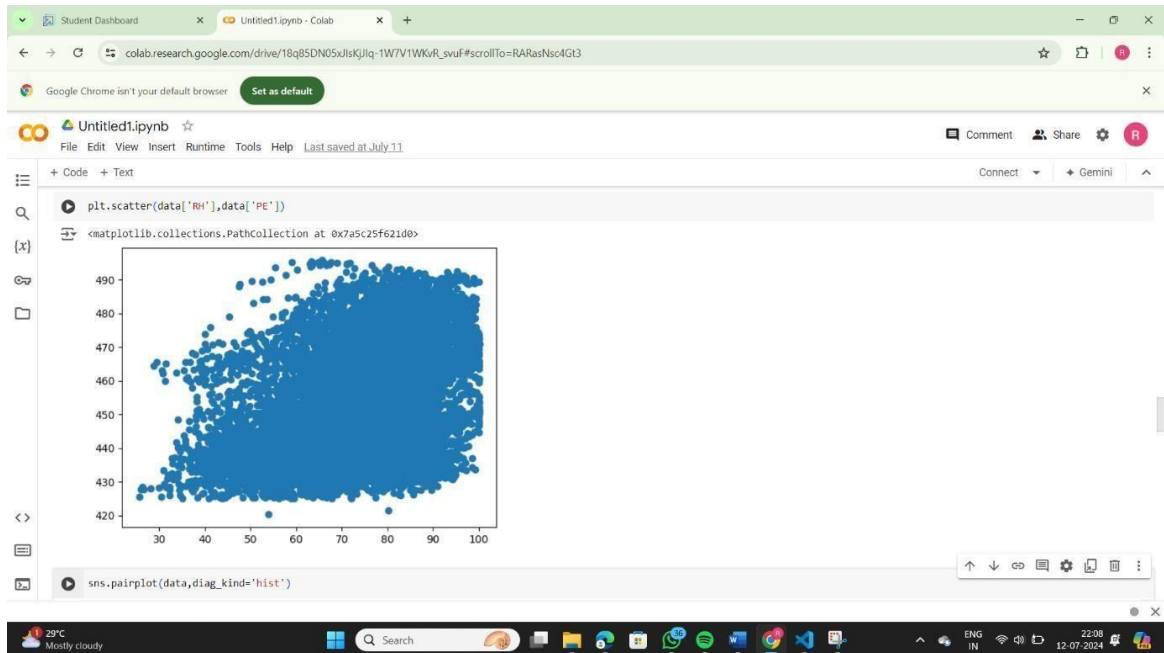 Student Dashboard
Untitled1.ipynb - Colab
colab.research.google.com/drive/18q85DN05xJIsKjJIq-1W7V1WKvR_svuF#scrollTo=RARasNsc4Gt3
Google Chrome isn't your default browser Set as default
Untitled1.ipynb
File Edit View Insert Runtime Tools Help Last saved at July 11
Comment Share R
+ Code + Text Connect Gemini
plt.scatter(data['RH'],data['PE'])
<matplotlib.collections.PathCollection at 0x7a5c25f621d0>
490
480
470
460
450
440
430
420
30 40 50 60 70 80 90 100
sns.pairplot(data,diag_kind='hist')
29°C
Mostly cloudy
Search
ENG
IN
22:08
12-07-2024